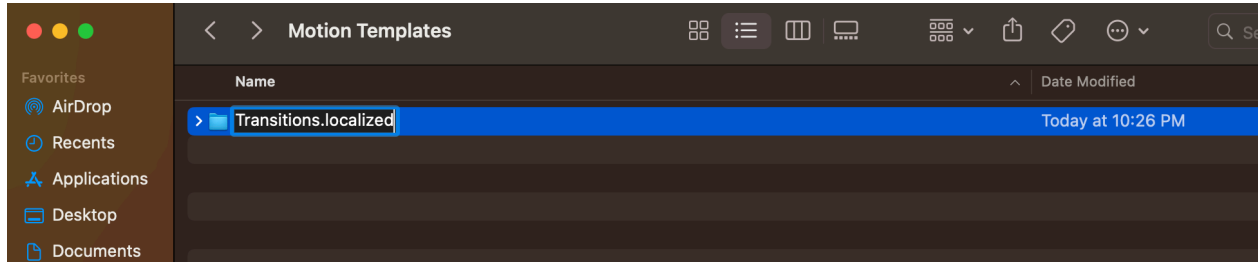 Motion Templates
Favorites
AirDrop
Recents
Applications
Desktop
Documents
Name
Date Modified
Transitions.localized
Today at 10:26 PM